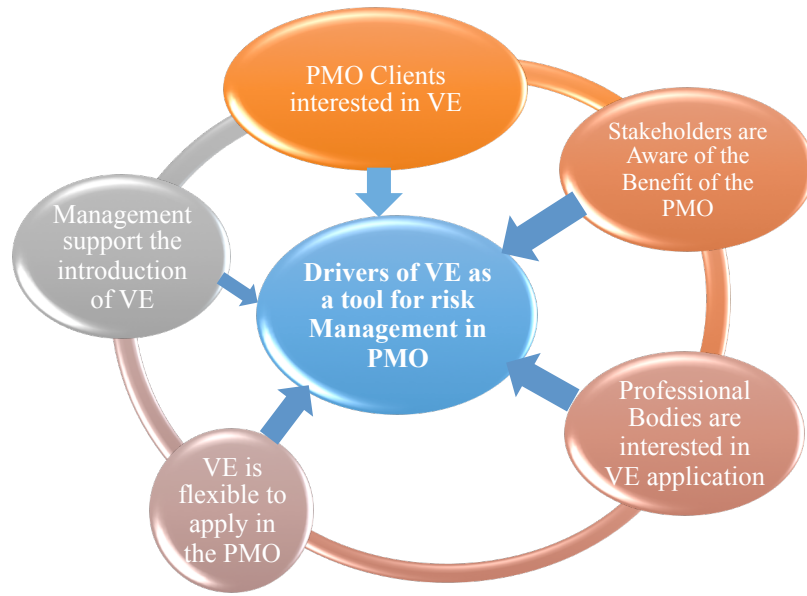 PMO Clients
interested in VE
Stakeholders are
Aware of the
Benefit of the
PMO
Management
support the
introduction
of VE
Drivers of VE as
a tool for risk
Management in
PMO
Professional
Bodies are
interested in
VE application
VE is
flexible to
apply in
the PMO